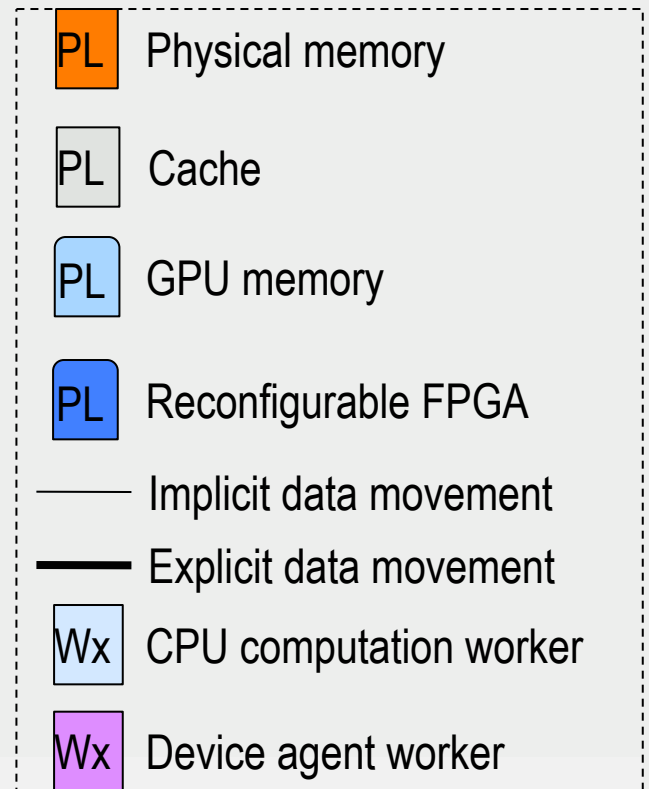 PL Physical memory
PL Cache
PL GPU memory
PL Reconfigurable FPGA
Implicit data movement
Explicit data movement
Wx CPU computation worker
Wx Device agent worker